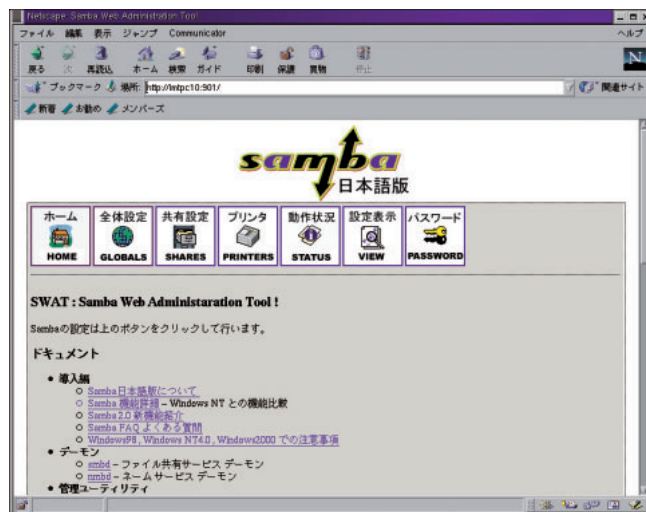 Netscape: Samba Web Administration Tool
ファイル 編集 表示 ジャンプ Communicator ヘルプ
戻る 次 再読込 ホーム 検索 ガイド 印刷 保護 買物 停止
N
ブックマーク 場所: http://lmtpc10:901/ 関連サイト
新着 お勧め メンバーズ
samba
日本語版
ホーム 全体設定 共有設定 プリンタ 動作状況 設定表示 パスワード
HOME GLOBALS SHARES PRINTERS STATUS VIEW PASSWORD
SWAT : Samba Web Administaration Tool !
Sambaの設定は上のボタンをクリックして行います。
ドキュメント
• 導入編
○ Samba日本語版について
○ Samba 機能詳細 – Windows NT との機能比較
○ Samba 2.0 新機能紹介
○ Samba FAQ よくある質問
○ Windows98 , Windows NT4.0 , Windows2000 での注意事項
• デーモン
○ smbd – ファイル共有サービス デーモン
○ nmbd – ネームサービス デーモン
• 管理ユーティリティ